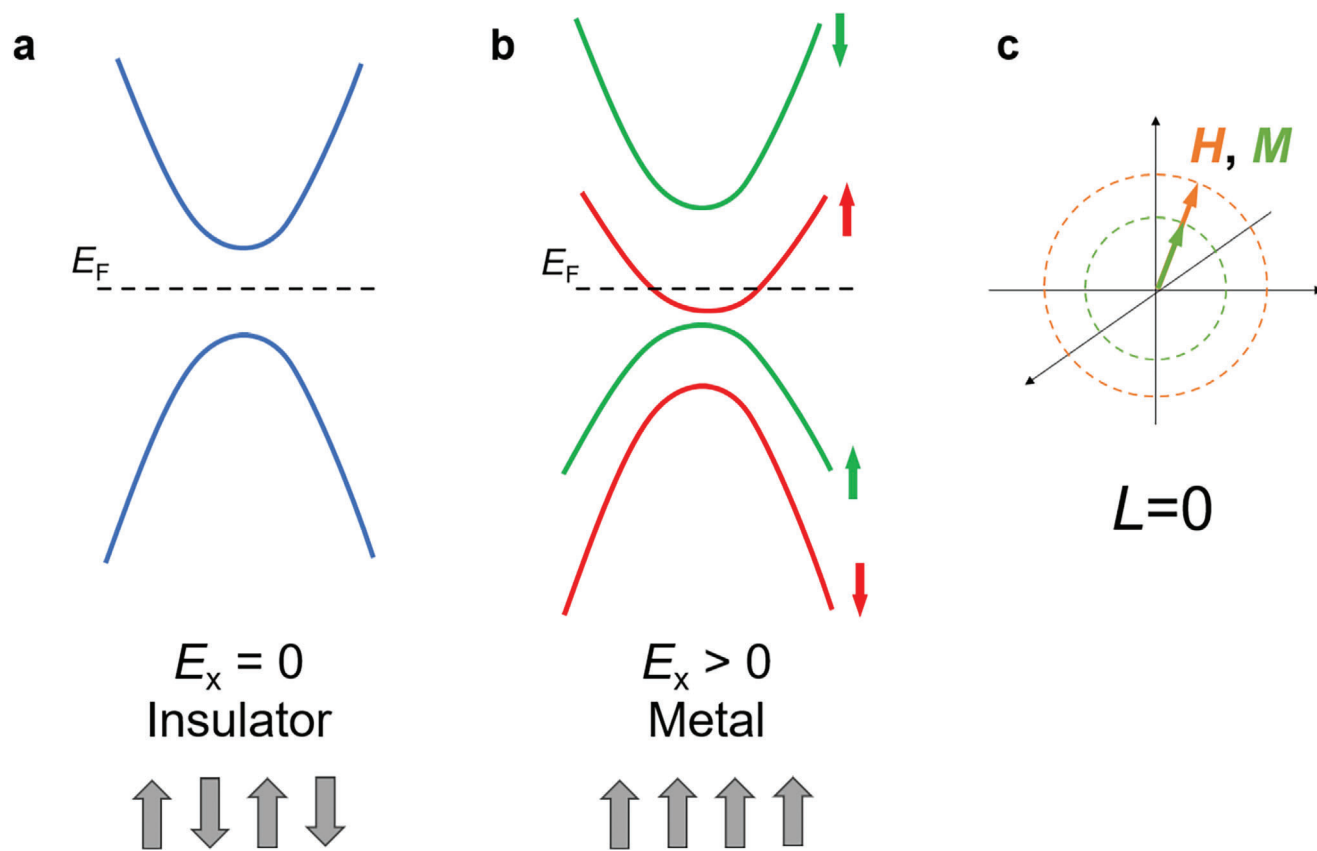 a
b
c
H, M
E_F
E_F
L=0
E_x = 0
Insulator
E_x > 0
Metal